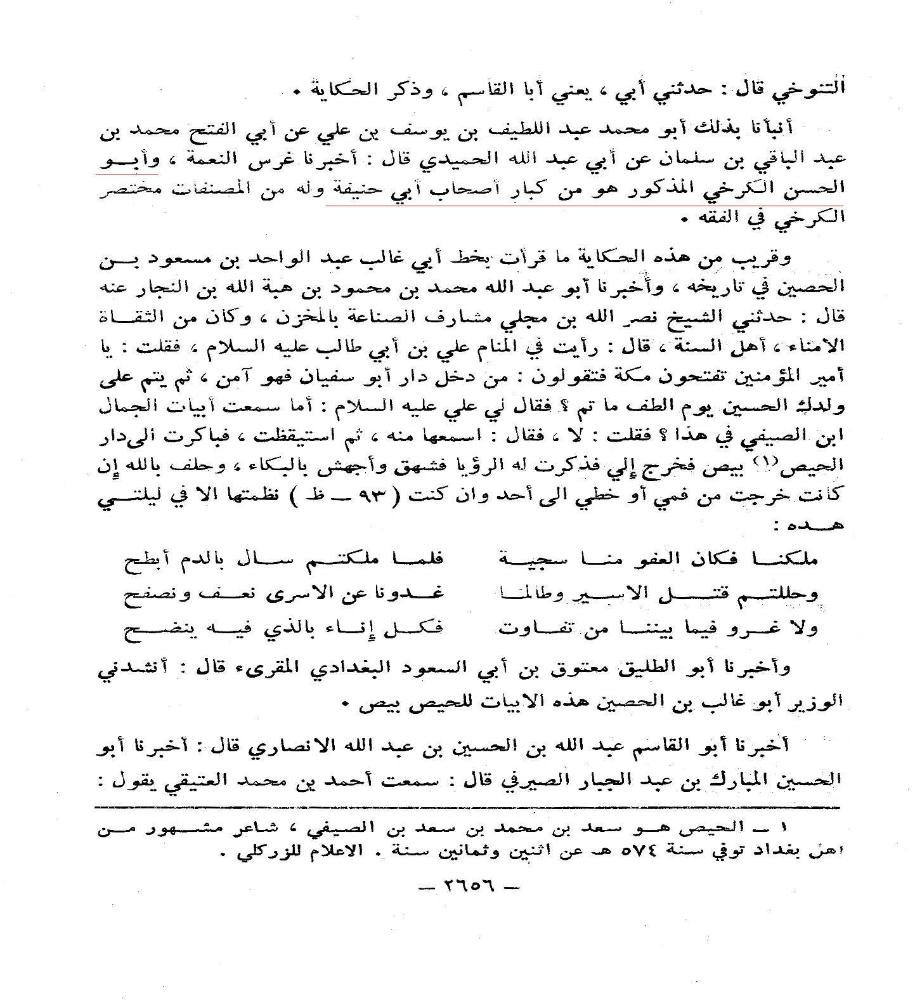 التنوخي قال : حدثني أبي ، يعني أبا القاسم ، وذكر الحكاية .
أنبأنا بذلك أبو محمد عبد اللطيف بن يوسف بن علي عن أبي الفتح محمد بن
عبد الباقي بن سلمان عن أبي عبد الله الحميدي قال : أخبرنا غرس النعمة ، وأبو
الحسن الكرخي المذكور هو من كبار أصحاب أبي حنيفة وله من المصنفات مختصر
الكرخي في الفقه .
وقريب من هذه الحكاية ما قرأت بخط أبي غالب عبد الواحد بن مسعود بن
الحصين في تاريخه ، وأخبرنا أبو عبد الله محمد بن محمود بن هبة الله بن النجار عنه
قال : حدثني الشيخ نصر الله بن مجلي مشارف الصناعة بالمخزن ، وكان من الثقاة
الامناء ، أهل السنة ، قال : رأيت في المنام علي بن أبي طالب عليه السلام ، فقلت : يا
أمير المؤمنين تفتحون مكة فتقولون : من دخل دار أبو سفيان فهو آمن ، ثم يتم على
ولدك الحسين يوم الطف ما تم ؟ فقال لي علي عليه السلام : أما سمعت أبيات الجمال
ابن الصيفي في هذا ؟ فقلت : لا ، فقال : اسمعها منه ، ثم استيقظت ، فباكرت الى دار
الحيص(١) بيص فخرج إلي فذكرت له الرؤيا فشهق وأجهش بالبكاء ، وحلف بالله إن
كانت خرجت من فمي أو خطي الى أحد وان كنت ( ٩٣ – ظ ) نظمتها الا في ليلتي
هذه :
ملكنا فكان العفو منا سجية فلما ملكتم سال بالدم أبطح
وحللتم قتل الاسير وطالما غدونا عن الاسرى نعف ونصفح
ولا غرو فيما بيننا من تفاوت فكل إناء بالذي فيه ينضح
وأخبرنا أبو الطليق معتوق بن أبي السعود البغدادي المقرىء قال : أنشدني
الوزير أبو غالب بن الحصين هذه الابيات للحيص بيص .
أخبرنا أبو القاسم عبد الله بن الحسين بن عبد الله الانصاري قال : أخبرنا أبو
الحسين المبارك بن عبد الجبار الصيرفي قال : سمعت أحمد بن محمد العتيقي يقول :
١ – الحيص هو سعد بن محمد بن سعد بن الصيفي ، شاعر مشهور من
اهل بغداد توفي سنة ٥٧٤ هـ عن اثنين وثمانين سنة . الاعلام للزركلي .
– ٢٦٥٦ –